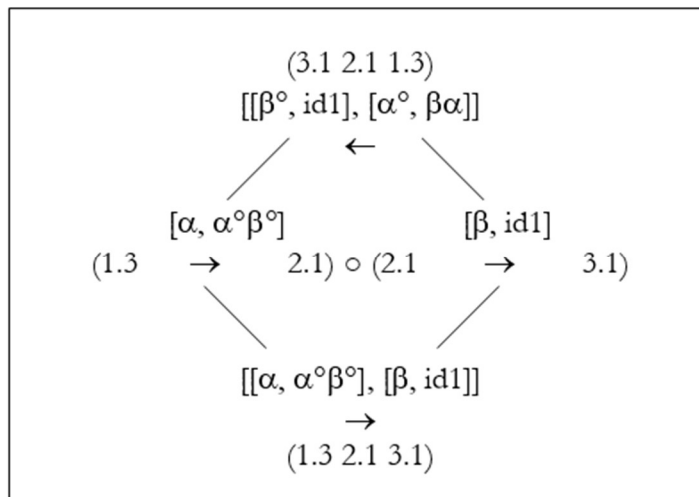 (3.1 2.1 1.3)
[[β°, id1], [α°, βα]]
←
[α, α°β°] [β, id1]
(1.3 → 2.1) ○ (2.1 → 3.1)
[[α, α°β°], [β, id1]]
→
(1.3 2.1 3.1)